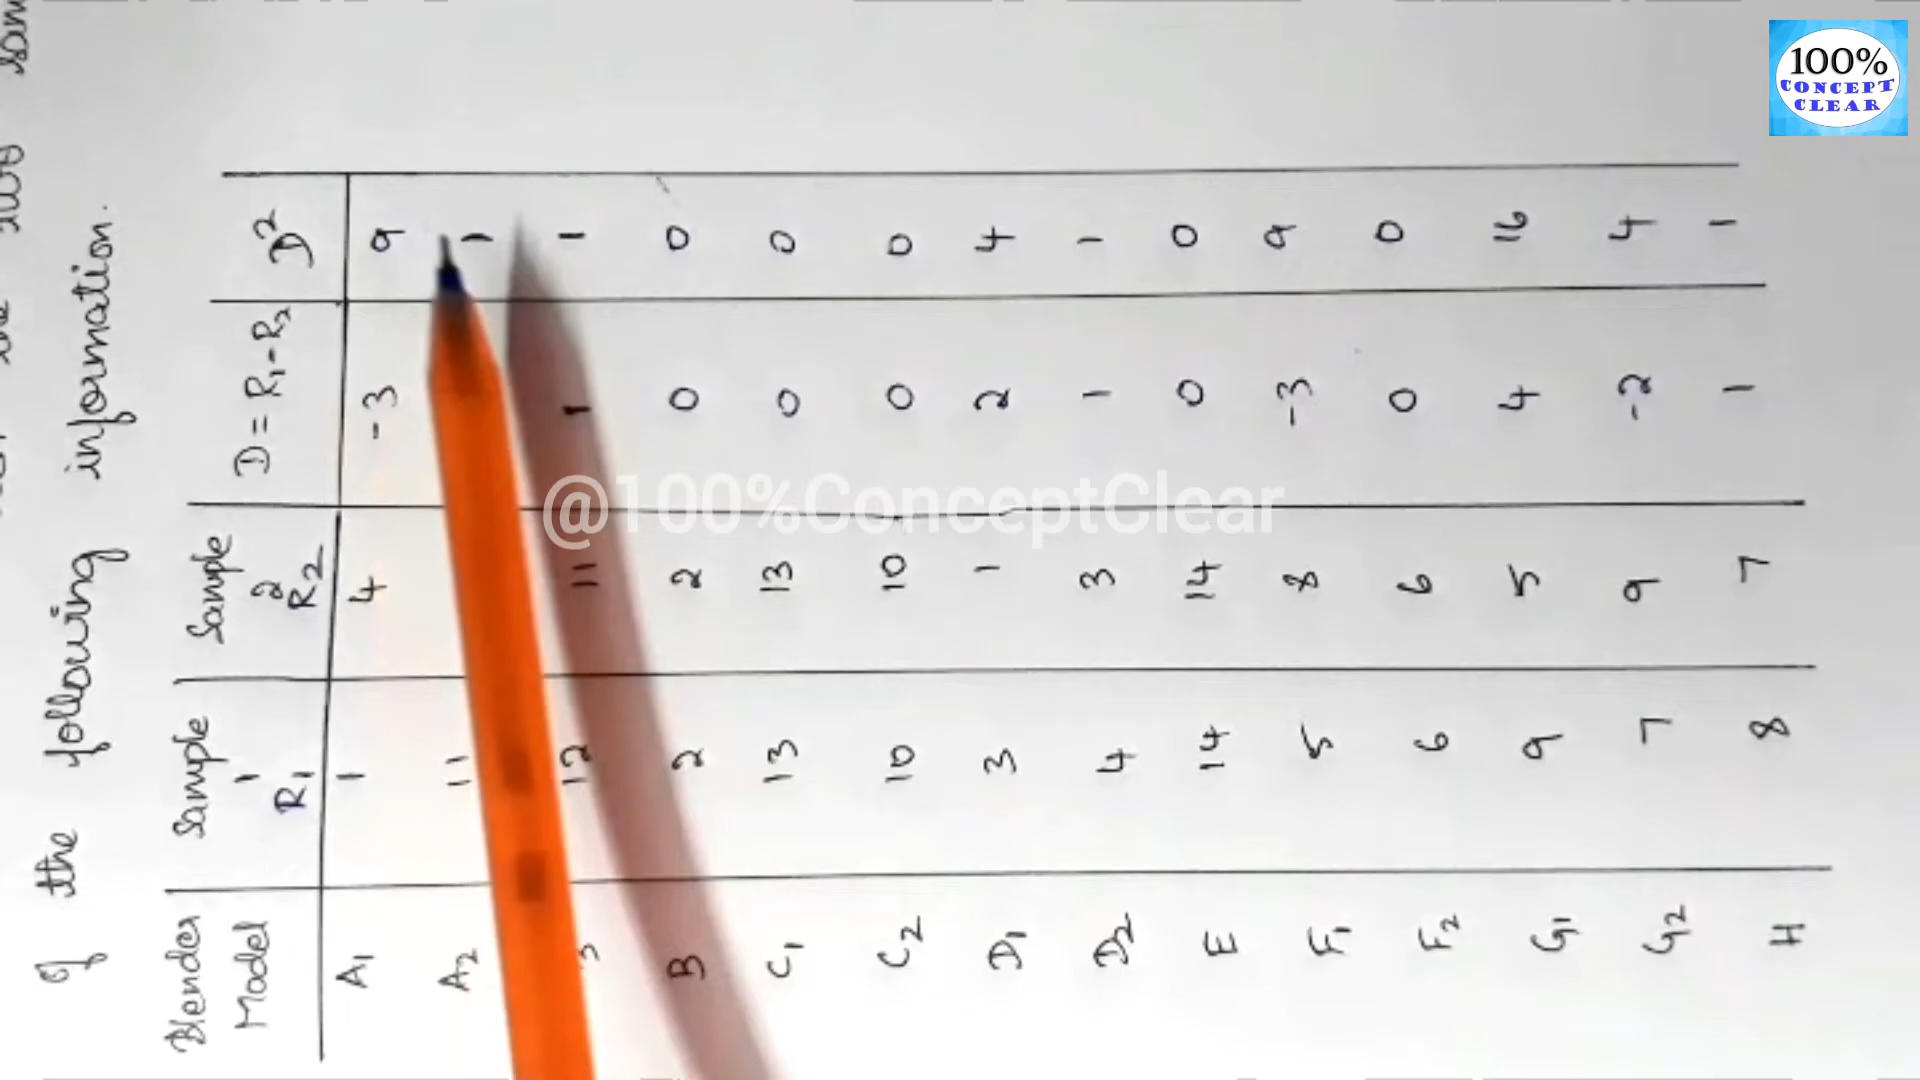 of the following information.
Blender Model Sample 1 R1 Sample 2 R2 D = R1 - R2 D²
A1 1 4 -3 9
A2 11 1
12 11 1 1
B 2 2 0 0
C1 13 13 0 0
C2 10 10 0 0
D1 3 1 2 4
D2 4 3 1 1
E 14 14 0 0
F1 5 8 -3 9
F2 6 6 0 0
G1 9 5 4 16
G2 7 9 -2 4
H 8 7 1 1
@100%ConceptClear
100%
CONCEPT
CLEAR